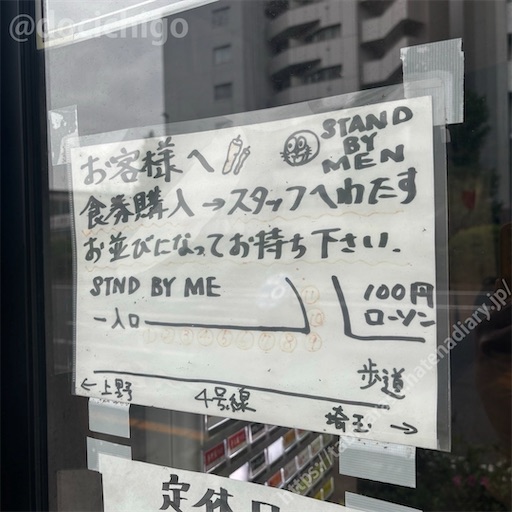 @docichigo
お客様へ
STAND
BY
MEN
食券購入→スタッフへわたす
お並びになってお待ち下さい.
STND BY ME
100円
ローソン
入口
歩道
←上野
4号線
埼玉→
定休日